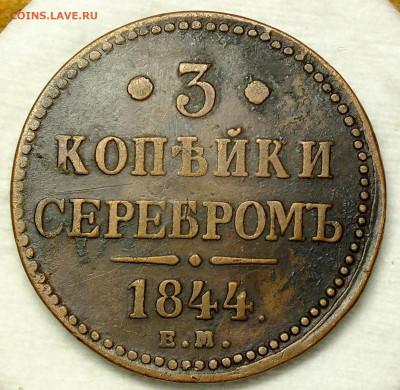 COINS.LAVE.RU
• 3 •
КОПѢЙКИ
СЕРЕБРОМЪ
1844.
Е.М.